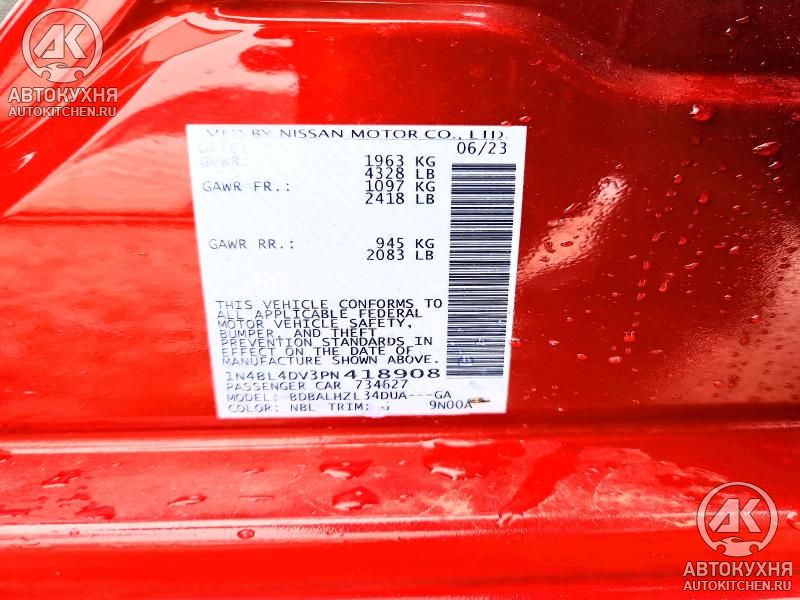 АК
АВТОКУХНЯ
AUTOKITCHEN.RU
MFD BY NISSAN MOTOR CO., LTD.
DATE: 06/23
GVWR: 1963 KG
4328 LB
GAWR FR.: 1097 KG
2418 LB
GAWR RR.: 945 KG
2083 LB
THIS VEHICLE CONFORMS TO
ALL APPLICABLE FEDERAL
MOTOR VEHICLE SAFETY,
BUMPER, AND THEFT
PREVENTION STANDARDS IN
EFFECT ON THE DATE OF
MANUFACTURE SHOWN ABOVE.
1N4BL4DV3PN418908
PASSENGER CAR 734627
MODEL: BDBALHZL34DUA---GA
COLOR: NBL TRIM: G 9N00A
АК
АВТОКУХНЯ
AUTOKITCHEN.RU